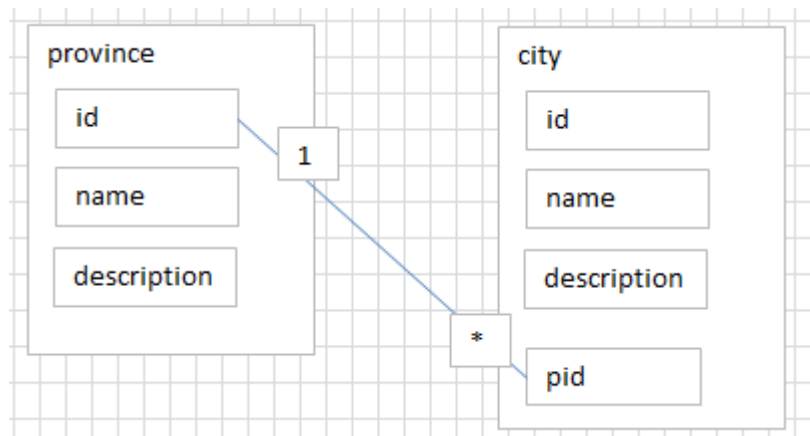 province
id
name
description
1
*
city
id
name
description
pid